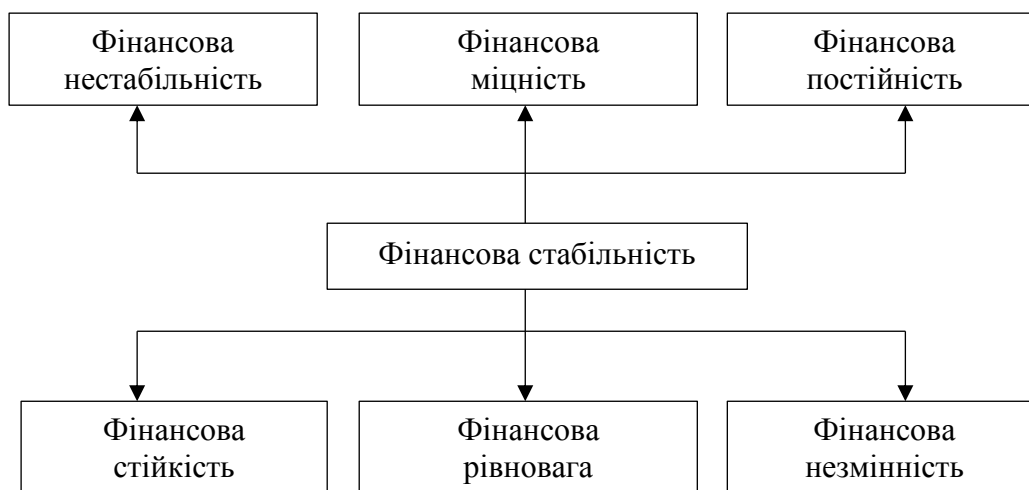 Фінансова
нестабільність
Фінансова
міцність
Фінансова
постійність
Фінансова стабільність
Фінансова
стійкість
Фінансова
рівновага
Фінансова
незмінність